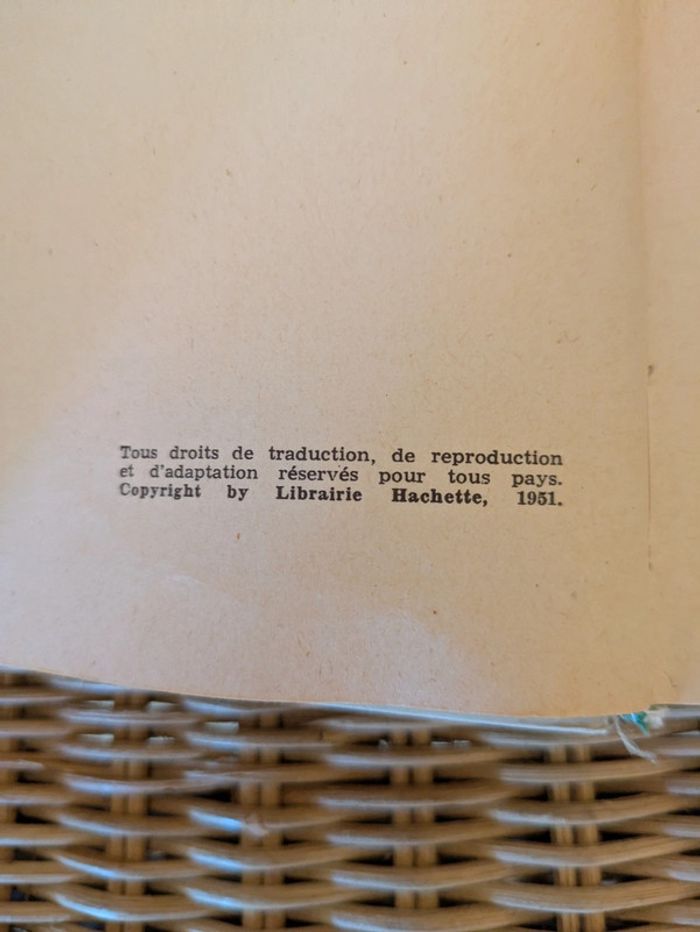 Tous droits de traduction, de reproduction
et d'adaptation réservés pour tous pays.
Copyright by Librairie Hachette, 1951.